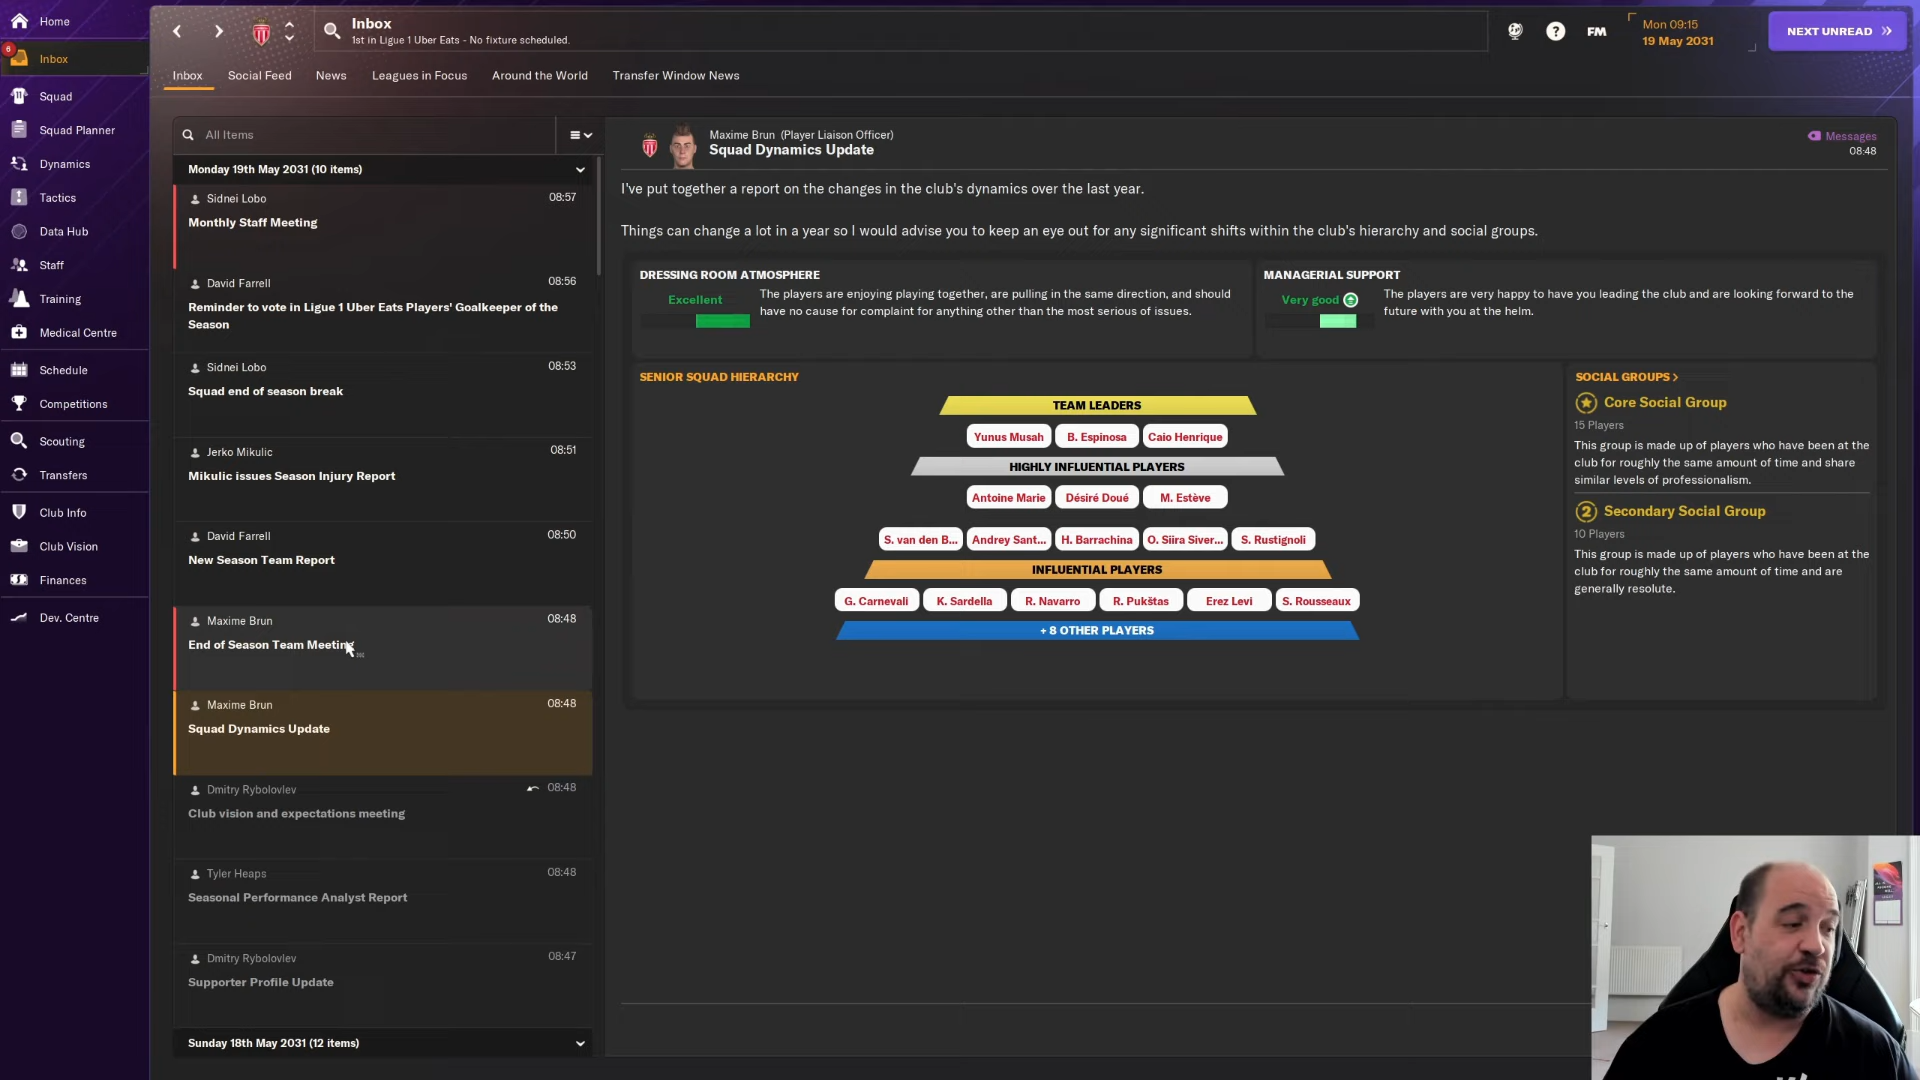 Home
6
Inbox
Squad
Squad Planner
Dynamics
Tactics
Data Hub
Staff
Training
Medical Centre
Schedule
Competitions
Scouting
Transfers
Club Info
Club Vision
Finances
Dev. Centre
Inbox
1st in Ligue 1 Uber Eats - No fixture scheduled.
?
FM
Mon 09:15
19 May 2031
NEXT UNREAD
Inbox Social Feed News Leagues in Focus Around the World Transfer Window News
All Items
Monday 19th May 2031 (10 items)
Sidnei Lobo 08:57
Monthly Staff Meeting
David Farrell 08:56
Reminder to vote in Ligue 1 Uber Eats Players' Goalkeeper of the
Season
Sidnei Lobo 08:53
Squad end of season break
Jerko Mikulic 08:51
Mikulic issues Season Injury Report
David Farrell 08:50
New Season Team Report
Maxime Brun 08:48
End of Season Team Meeting
Maxime Brun 08:48
Squad Dynamics Update
Dmitry Rybolovlev 08:48
Club vision and expectations meeting
Tyler Heaps 08:48
Seasonal Performance Analyst Report
Dmitry Rybolovlev 08:47
Supporter Profile Update
Sunday 18th May 2031 (12 items)
Maxime Brun (Player Liaison Officer)
Squad Dynamics Update
Messages
08:48
I've put together a report on the changes in the club's dynamics over the last year.
Things can change a lot in a year so I would advise you to keep an eye out for any significant shifts within the club's hierarchy and social groups.
DRESSING ROOM ATMOSPHERE
Excellent
The players are enjoying playing together, are pulling in the same direction, and should
have no cause for complaint for anything other than the most serious of issues.
MANAGERIAL SUPPORT
Very good
The players are very happy to have you leading the club and are looking forward to the
future with you at the helm.
SENIOR SQUAD HIERARCHY
TEAM LEADERS
Yunus Musah B. Espinosa Caio Henrique
HIGHLY INFLUENTIAL PLAYERS
Antoine Marie Désiré Doué M. Estève
S. van den B... Andrey Sant... H. Barrachina O. Siira Siver... S. Rustignoli
INFLUENTIAL PLAYERS
G. Carnevali K. Sardella R. Navarro R. Pukštas Erez Levi S. Rousseaux
+ 8 OTHER PLAYERS
SOCIAL GROUPS >
Core Social Group
15 Players
This group is made up of players who have been at the
club for roughly the same amount of time and share
similar levels of professionalism.
2 Secondary Social Group
10 Players
This group is made up of players who have been at the
club for roughly the same amount of time and are
generally resolute.